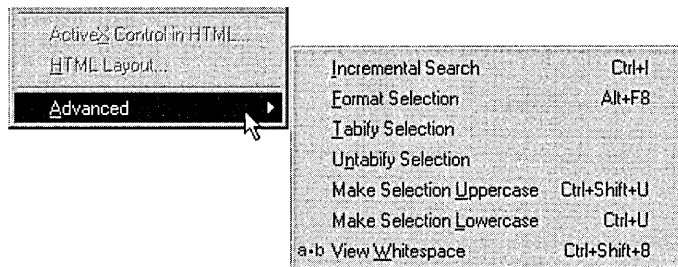 ActiveX Control in HTML...
HTML Layout...
Advanced
Incremental Search Ctrl+I
Format Selection Alt+F8
Tabify Selection
Untabify Selection
Make Selection Uppercase Ctrl+Shift+U
Make Selection Lowercase Ctrl+U
a•b View Whitespace Ctrl+Shift+8